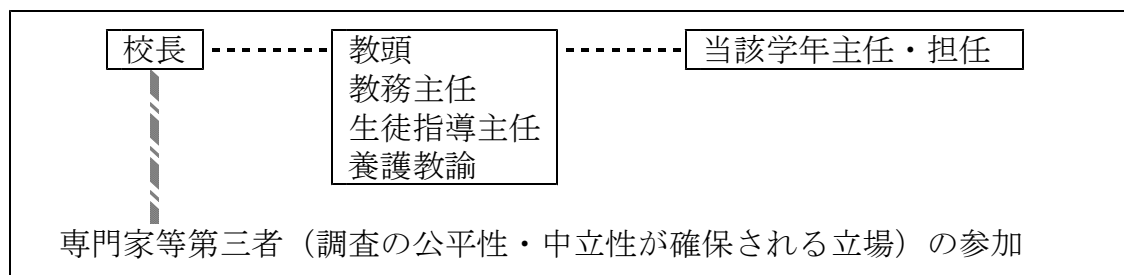 校長 教頭 当該学年主任・担任
教務主任
生徒指導主任
養護教諭
専門家等第三者（調査の公平性・中立性が確保される立場）の参加